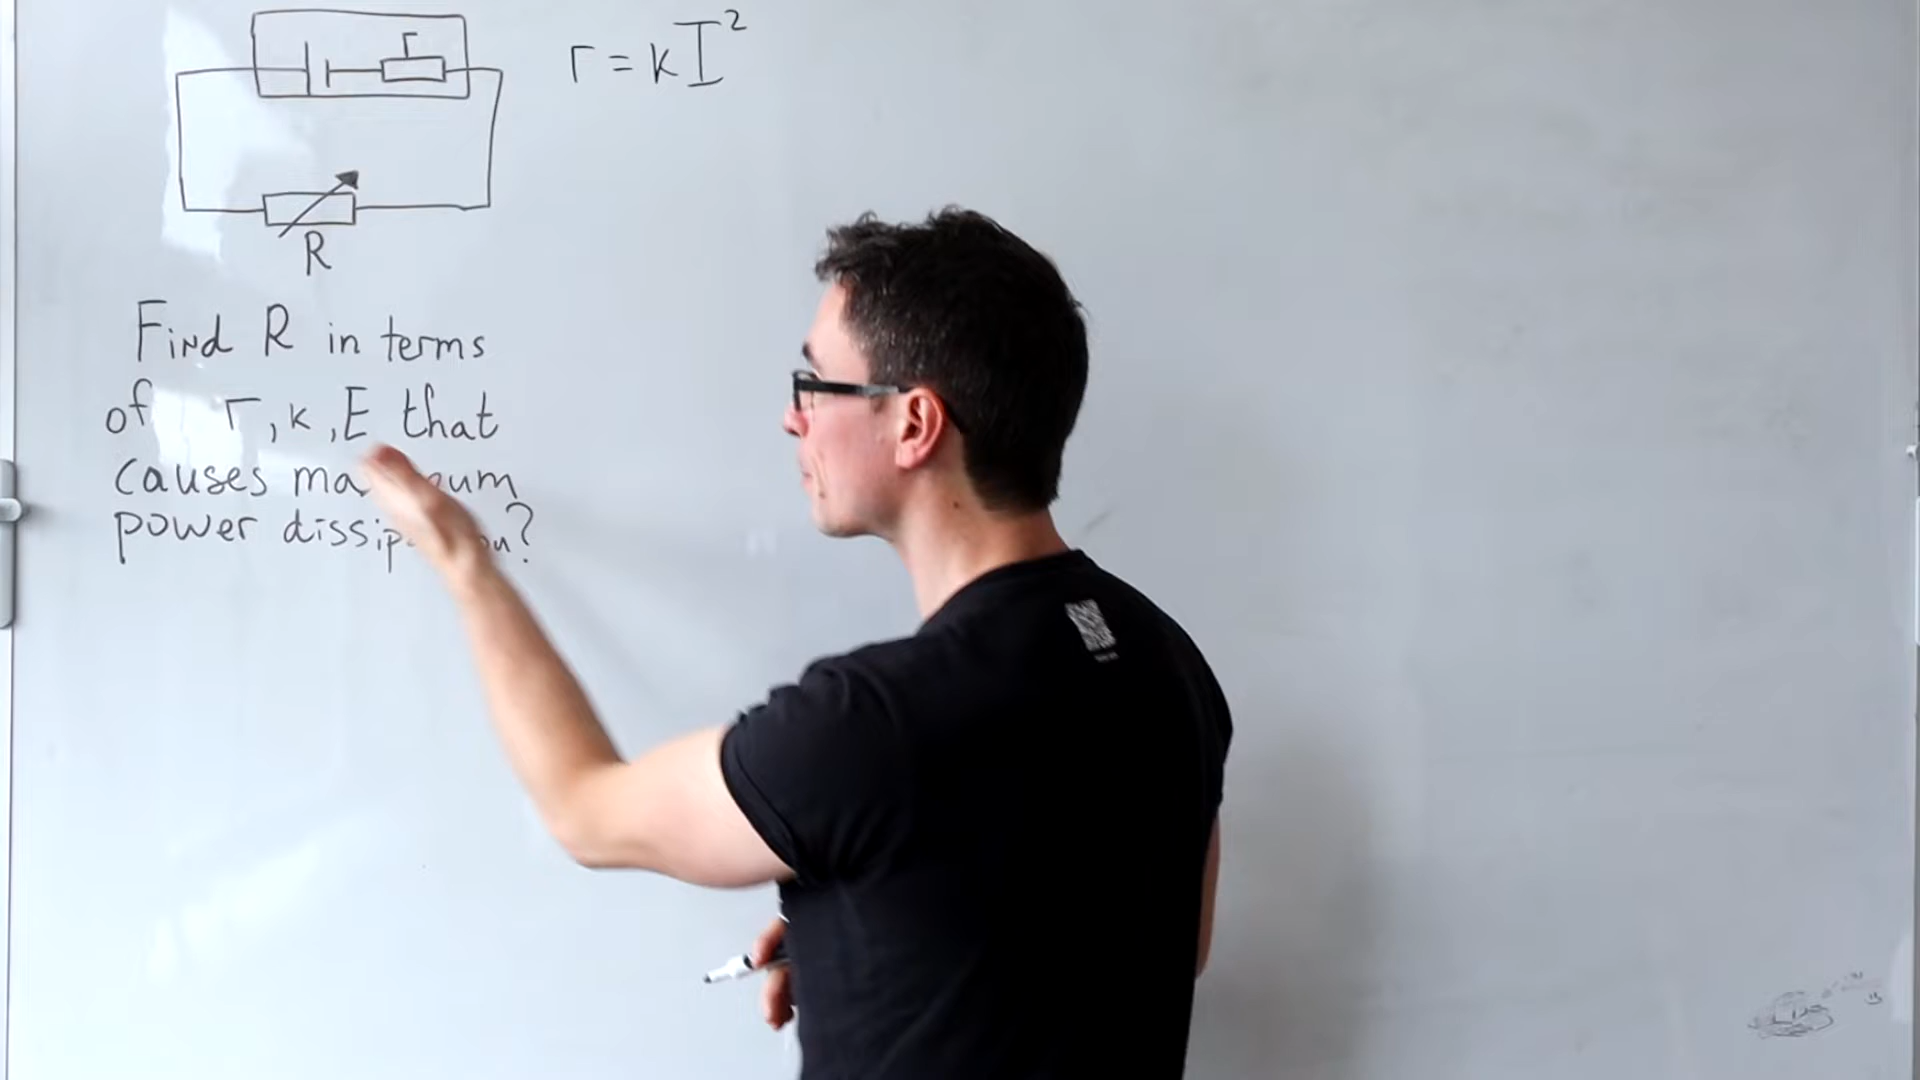 r
r = kI²
R
Find R in terms
of r, k, E that
causes
power